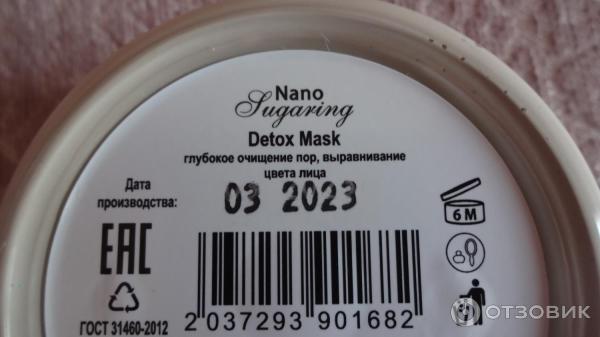 Nano
Sugaring
Detox Mask
глубокое очищение пор, выравнивание
цвета лица
Дата
производства:
03 2023
6 M
EAC
ГОСТ 31460-2012
2 037293 901682
ОТЗОВИК